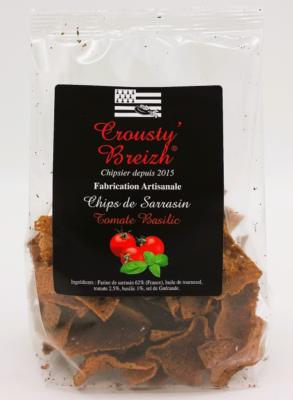 Crousty'
Breizh®
Chipsier depuis 2015
Fabrication Artisanale
Chips de Sarrasin
Tomate Basilic
Ingrédients : Farine de sarrasin 62% (France), huile de tournesol,
tomate 2.5%, basilic 1%, sel de Guérande.